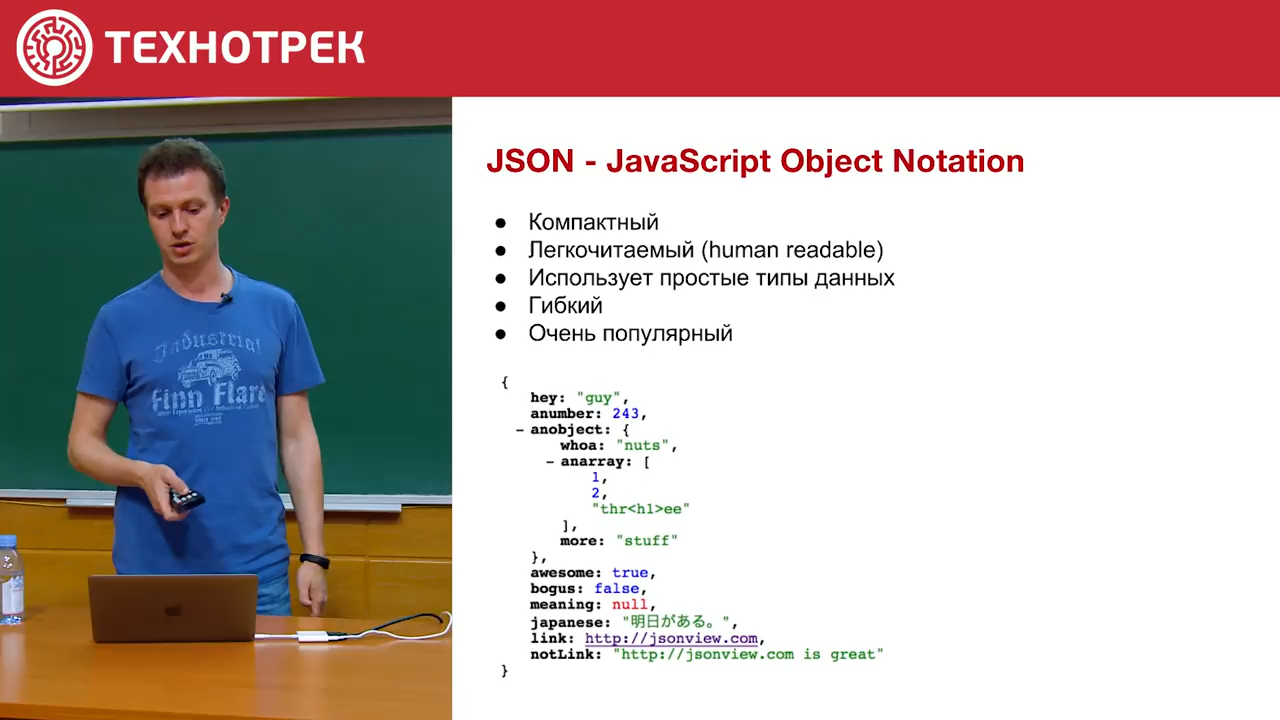 ТЕХНОТРЕК
JSON - JavaScript Object Notation
● Компактный
● Легкочитаемый (human readable)
● Использует простые типы данных
● Гибкий
● Очень популярный
{
hey: "guy",
anumber: 243,
- anobject: {
whoa: "nuts",
- anarray: [
1,
2,
"thr<h1>ee"
],
more: "stuff"
},
awesome: true,
bogus: false,
meaning: null,
japanese: "明日がある。",
link: http://jsonview.com,
notLink: "http://jsonview.com is great"
}
Industrial
Finn Flare